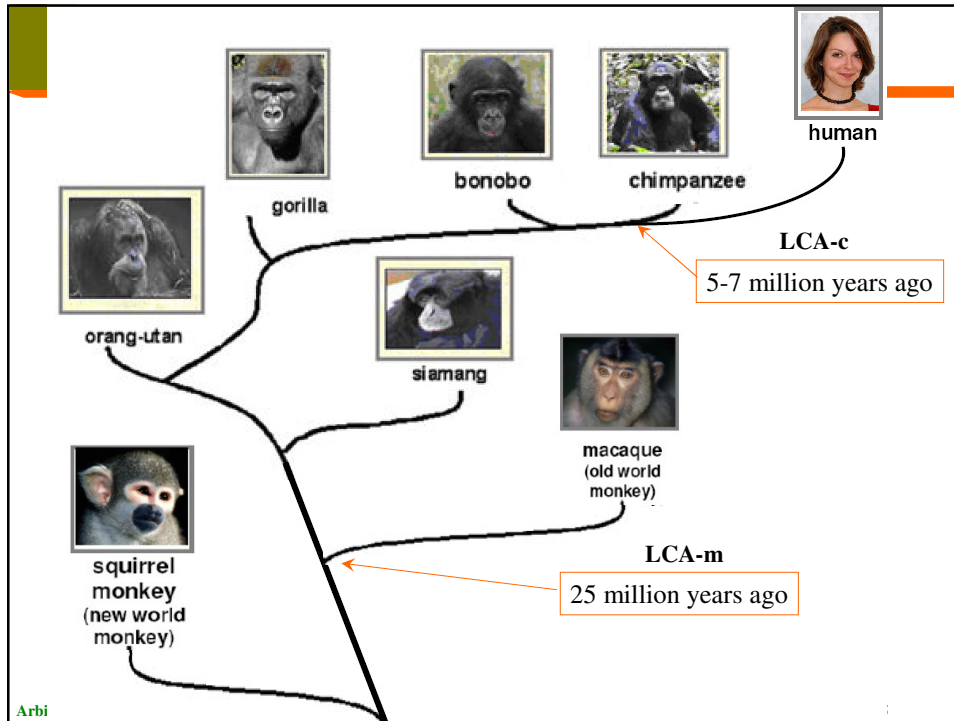 human
bonobo
chimpanzee
gorilla
LCA-c
5-7 million years ago
orang-utan
siamang
macaque
(old world
monkey)
LCA-m
25 million years ago
squirrel
monkey
(new world
monkey)
Arbi